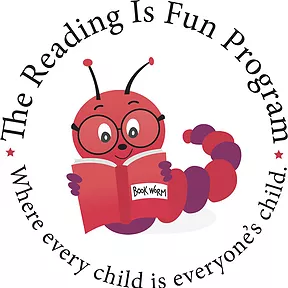 The Reading Is Fun Program
Where every child is everyone's child.
BOOK WORM